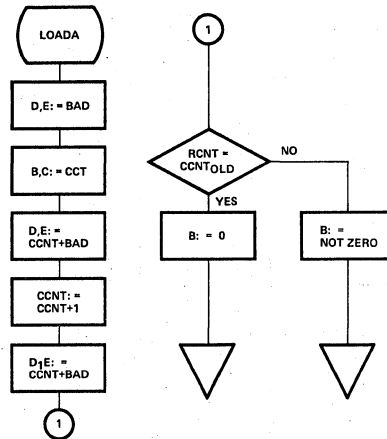 LOADA
D,E: = BAD
B,C: = CCT
D,E: =
CCNT+BAD
CCNT: =
CCNT+1
D1E: =
CCNT+BAD
1
1
RCNT =
CCNTOLD
NO
YES
B: = 0
B: =
NOT ZERO